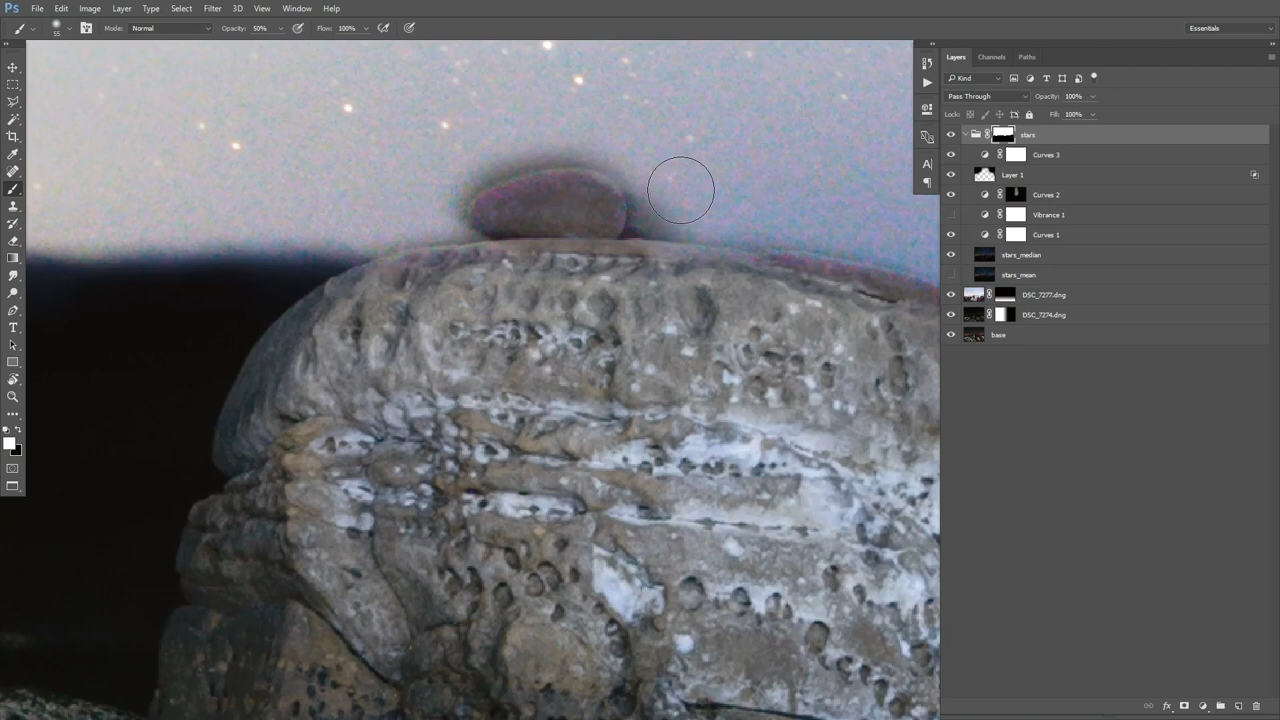 Ps File Edit Image Layer Type Select Filter 3D View Window Help
55 Mode: Normal Opacity: 50% Flow: 100% Essentials
Layers Channels Paths
Kind
Pass Through Opacity: 100%
Lock: Fill: 100%
stars
Curves 3
Layer 1
Curves 2
Vibrance 1
Curves 1
stars_median
stars_mean
DSC_7277.dng
DSC_7274.dng
base